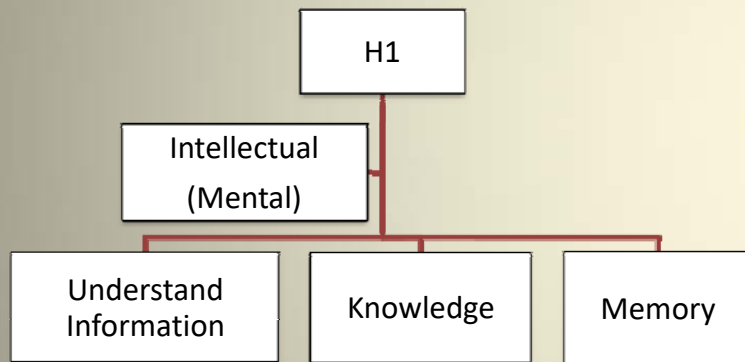 H1
Intellectual
(Mental)
Understand
Information
Knowledge
Memory